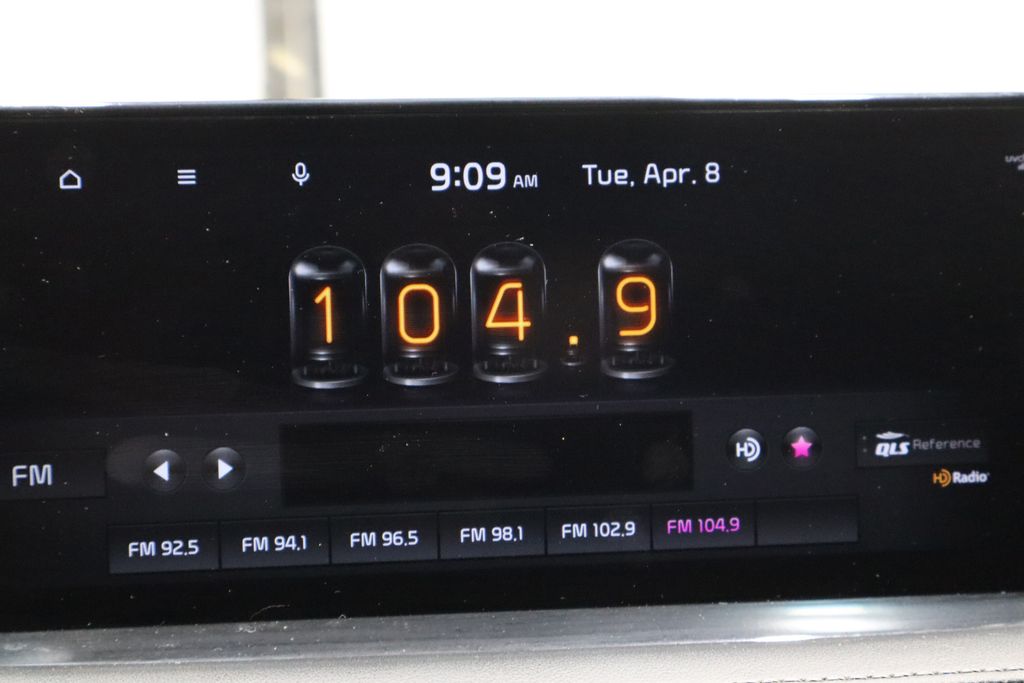 9:09 AM Tue, Apr. 8
104.9
FM
HD
QLS Reference
HD Radio
FM 92.5 FM 94.1 FM 96.5 FM 98.1 FM 102.9 FM 104.9